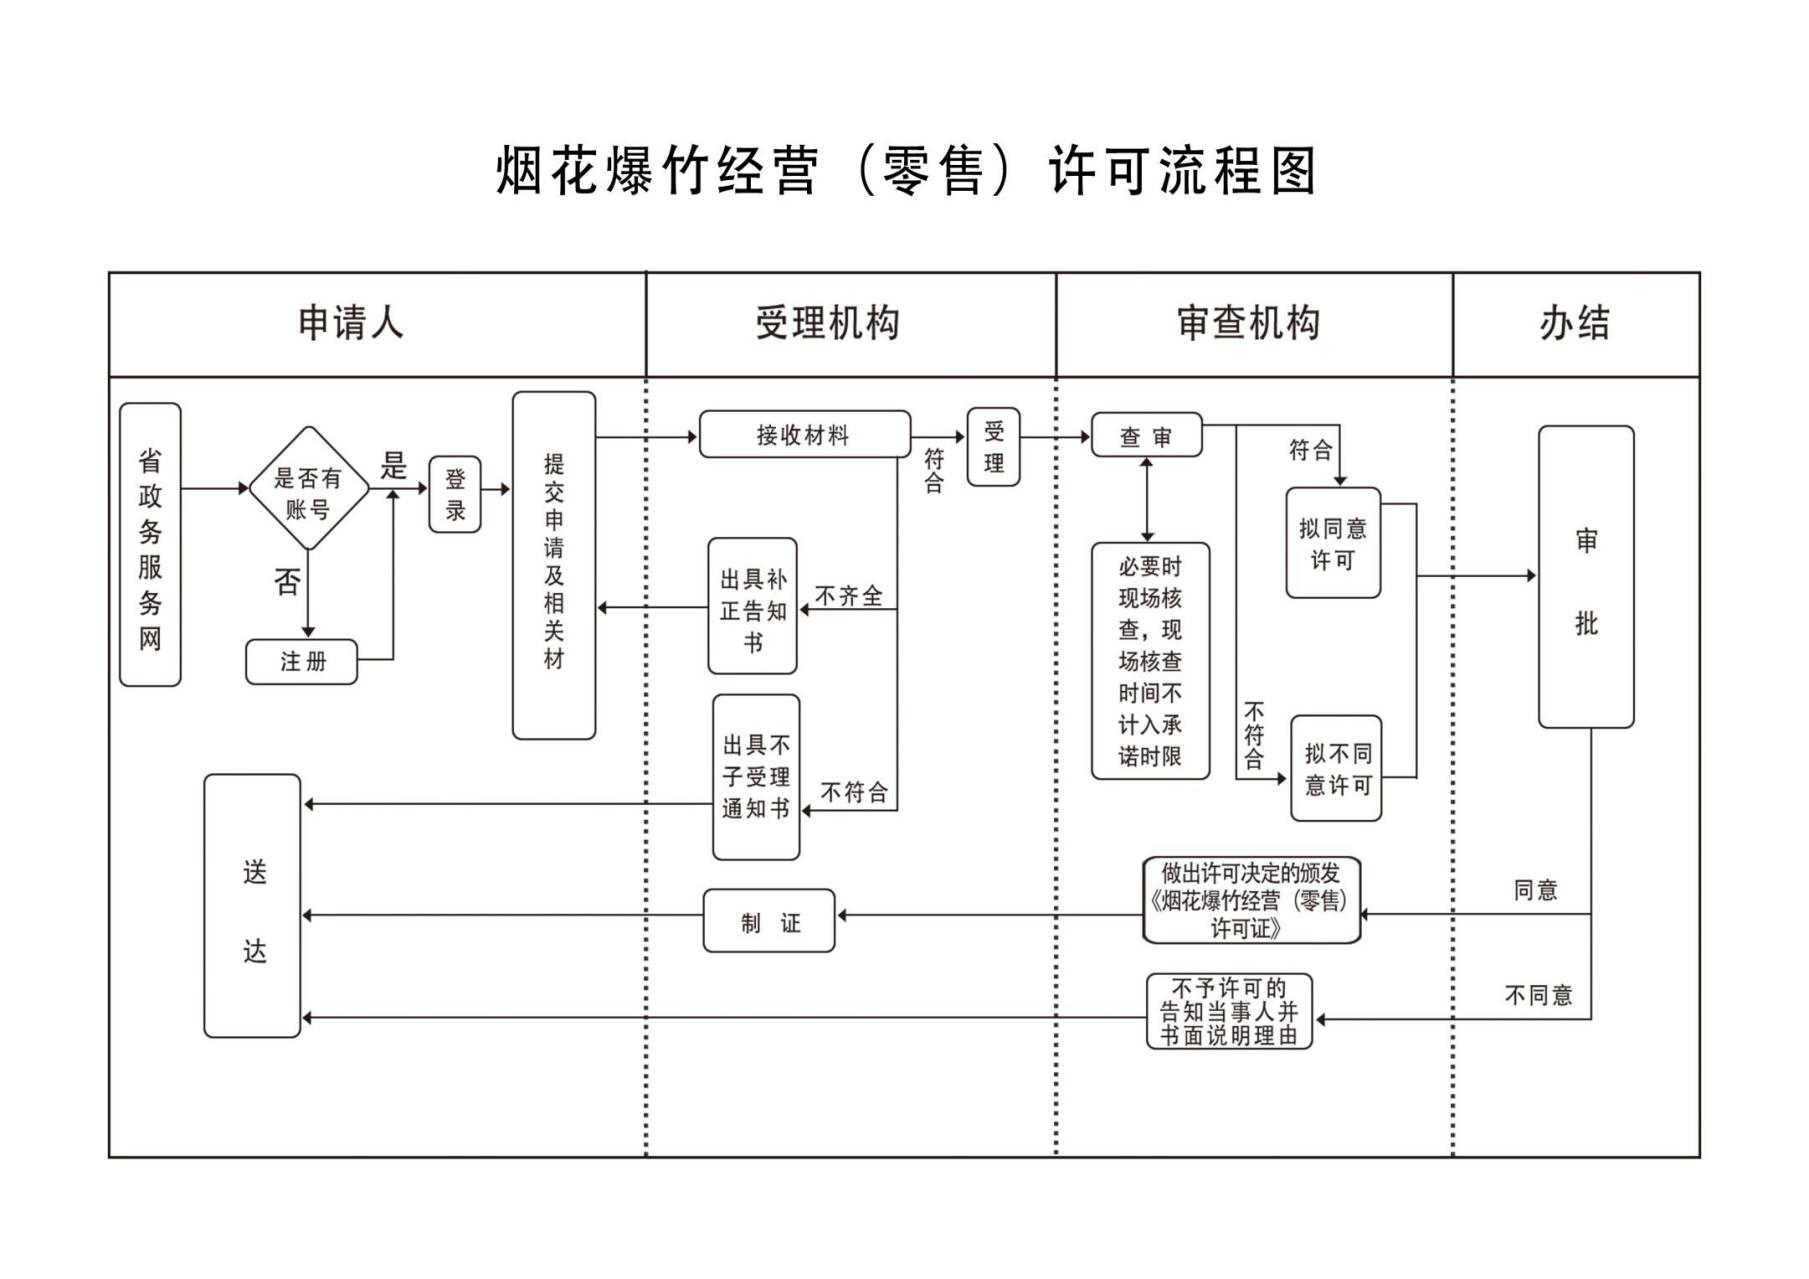 烟花爆竹经营（零售）许可流程图
申请人
受理机构
审查机构
办结
省政务服务网
是否有
账号
是
否
注册
登录
提交申请及相关材
接收材料
符合
受理
出具补
正告知
书
不齐全
出具不
子受理
通知书
不符合
查审
必要时
现场核
查，现
场核查
时间不
计入承
诺时限
符合
拟同意
许可
不符合
拟不同
意许可
审批
同意
做出许可决定的颁发
《烟花爆竹经营（零售）
许可证》
制证
不同意
不予许可的
告知当事人并
书面说明理由
送达